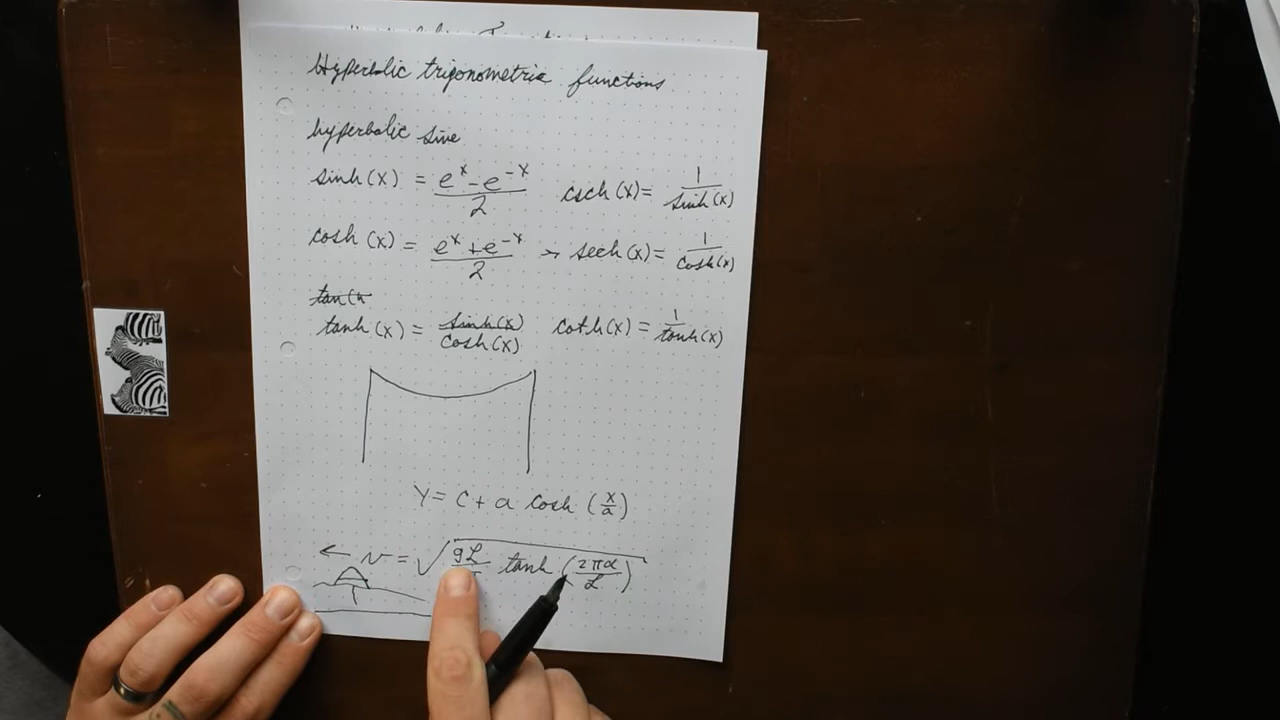 Hyperbolic trigonometric functions
hyperbolic sine
sinh(x) = (e^x - e^-x)/2   csch(x) = 1/sinh(x)
cosh(x) = (e^x + e^-x)/2 → sech(x) = 1/cosh(x)
tan(h
tanh(x) = sinh(x)/cosh(x)   coth(x) = 1/tanh(x)
y = c + a cosh(x/a)
← v = √(gL/ tanh(2πd/L))